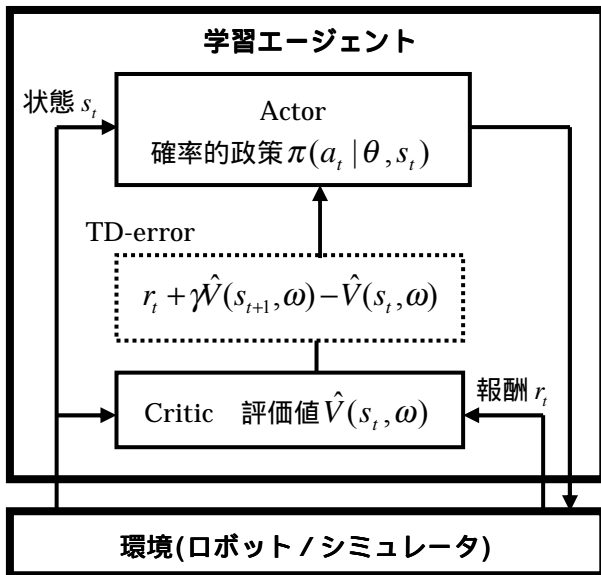 学習エージェント
状態 s_t
Actor
確率的政策 π(a_t | θ, s_t)
TD-error
r_t + γV̂(s_{t+1}, ω) − V̂(s_t, ω)
Critic 評価値 V̂(s_t, ω)
報酬 r_t
環境(ロボット / シミュレータ)